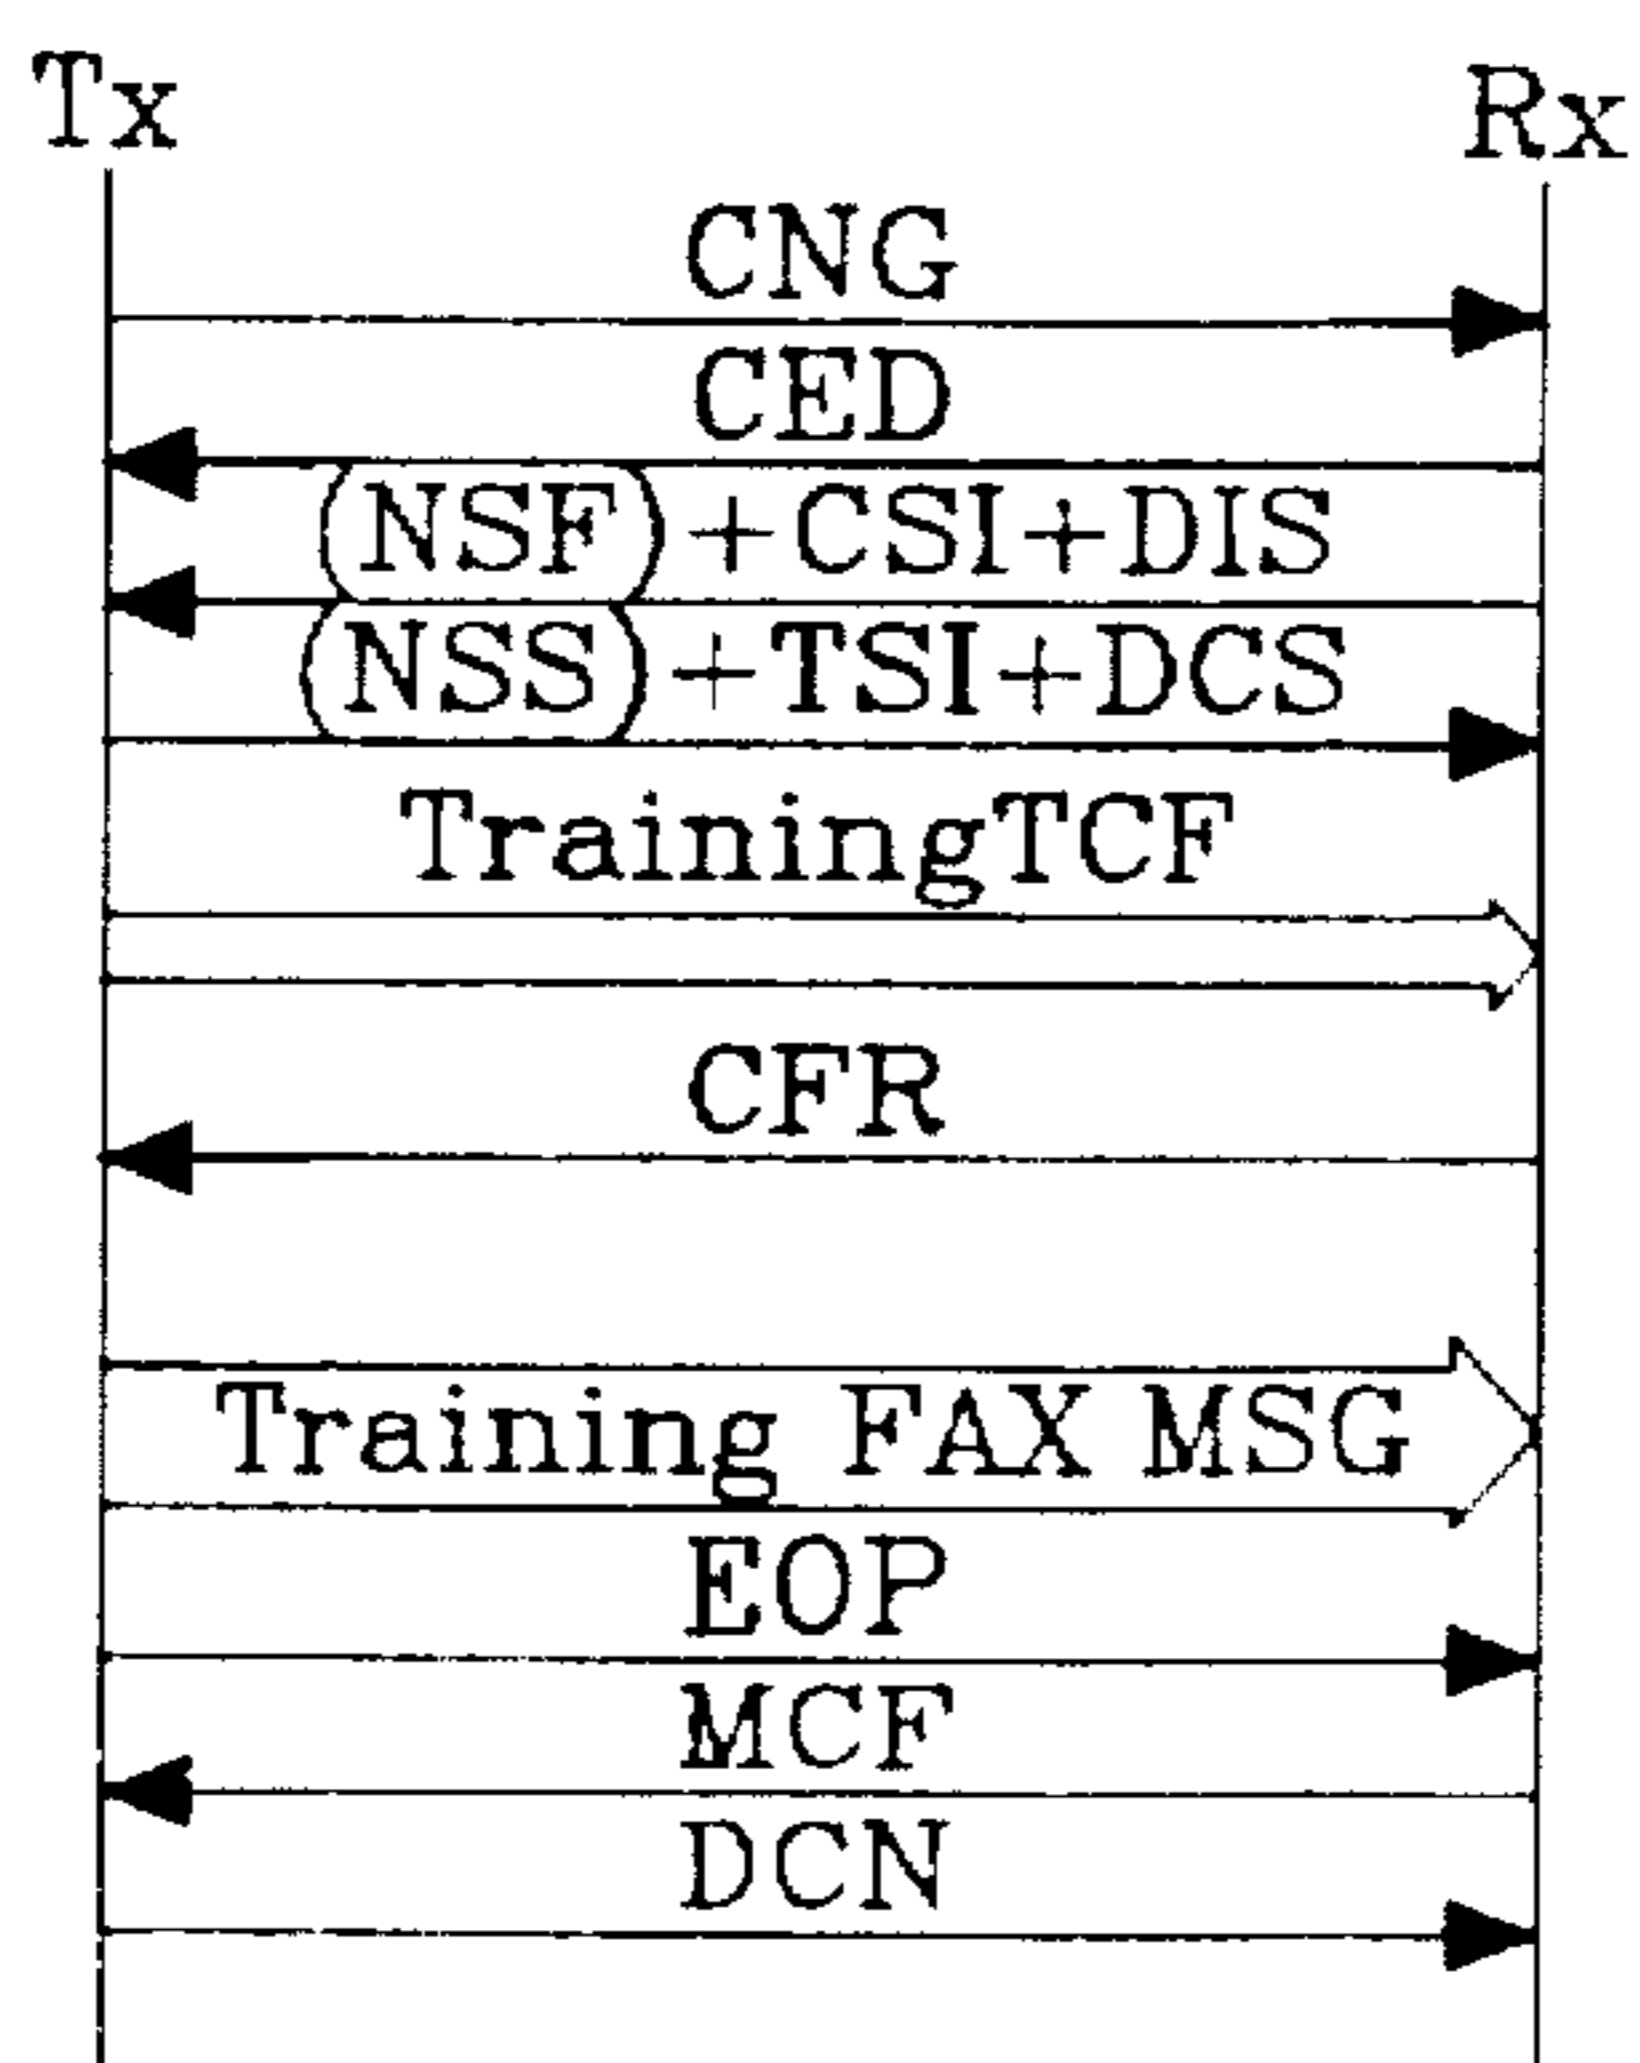 Tx Rx
CNG
CED
(NSF)+CSI+DIS
(NSS)+TSI+DCS
TrainingTCF
CFR
Training FAX MSG
EOP
MCF
DCN